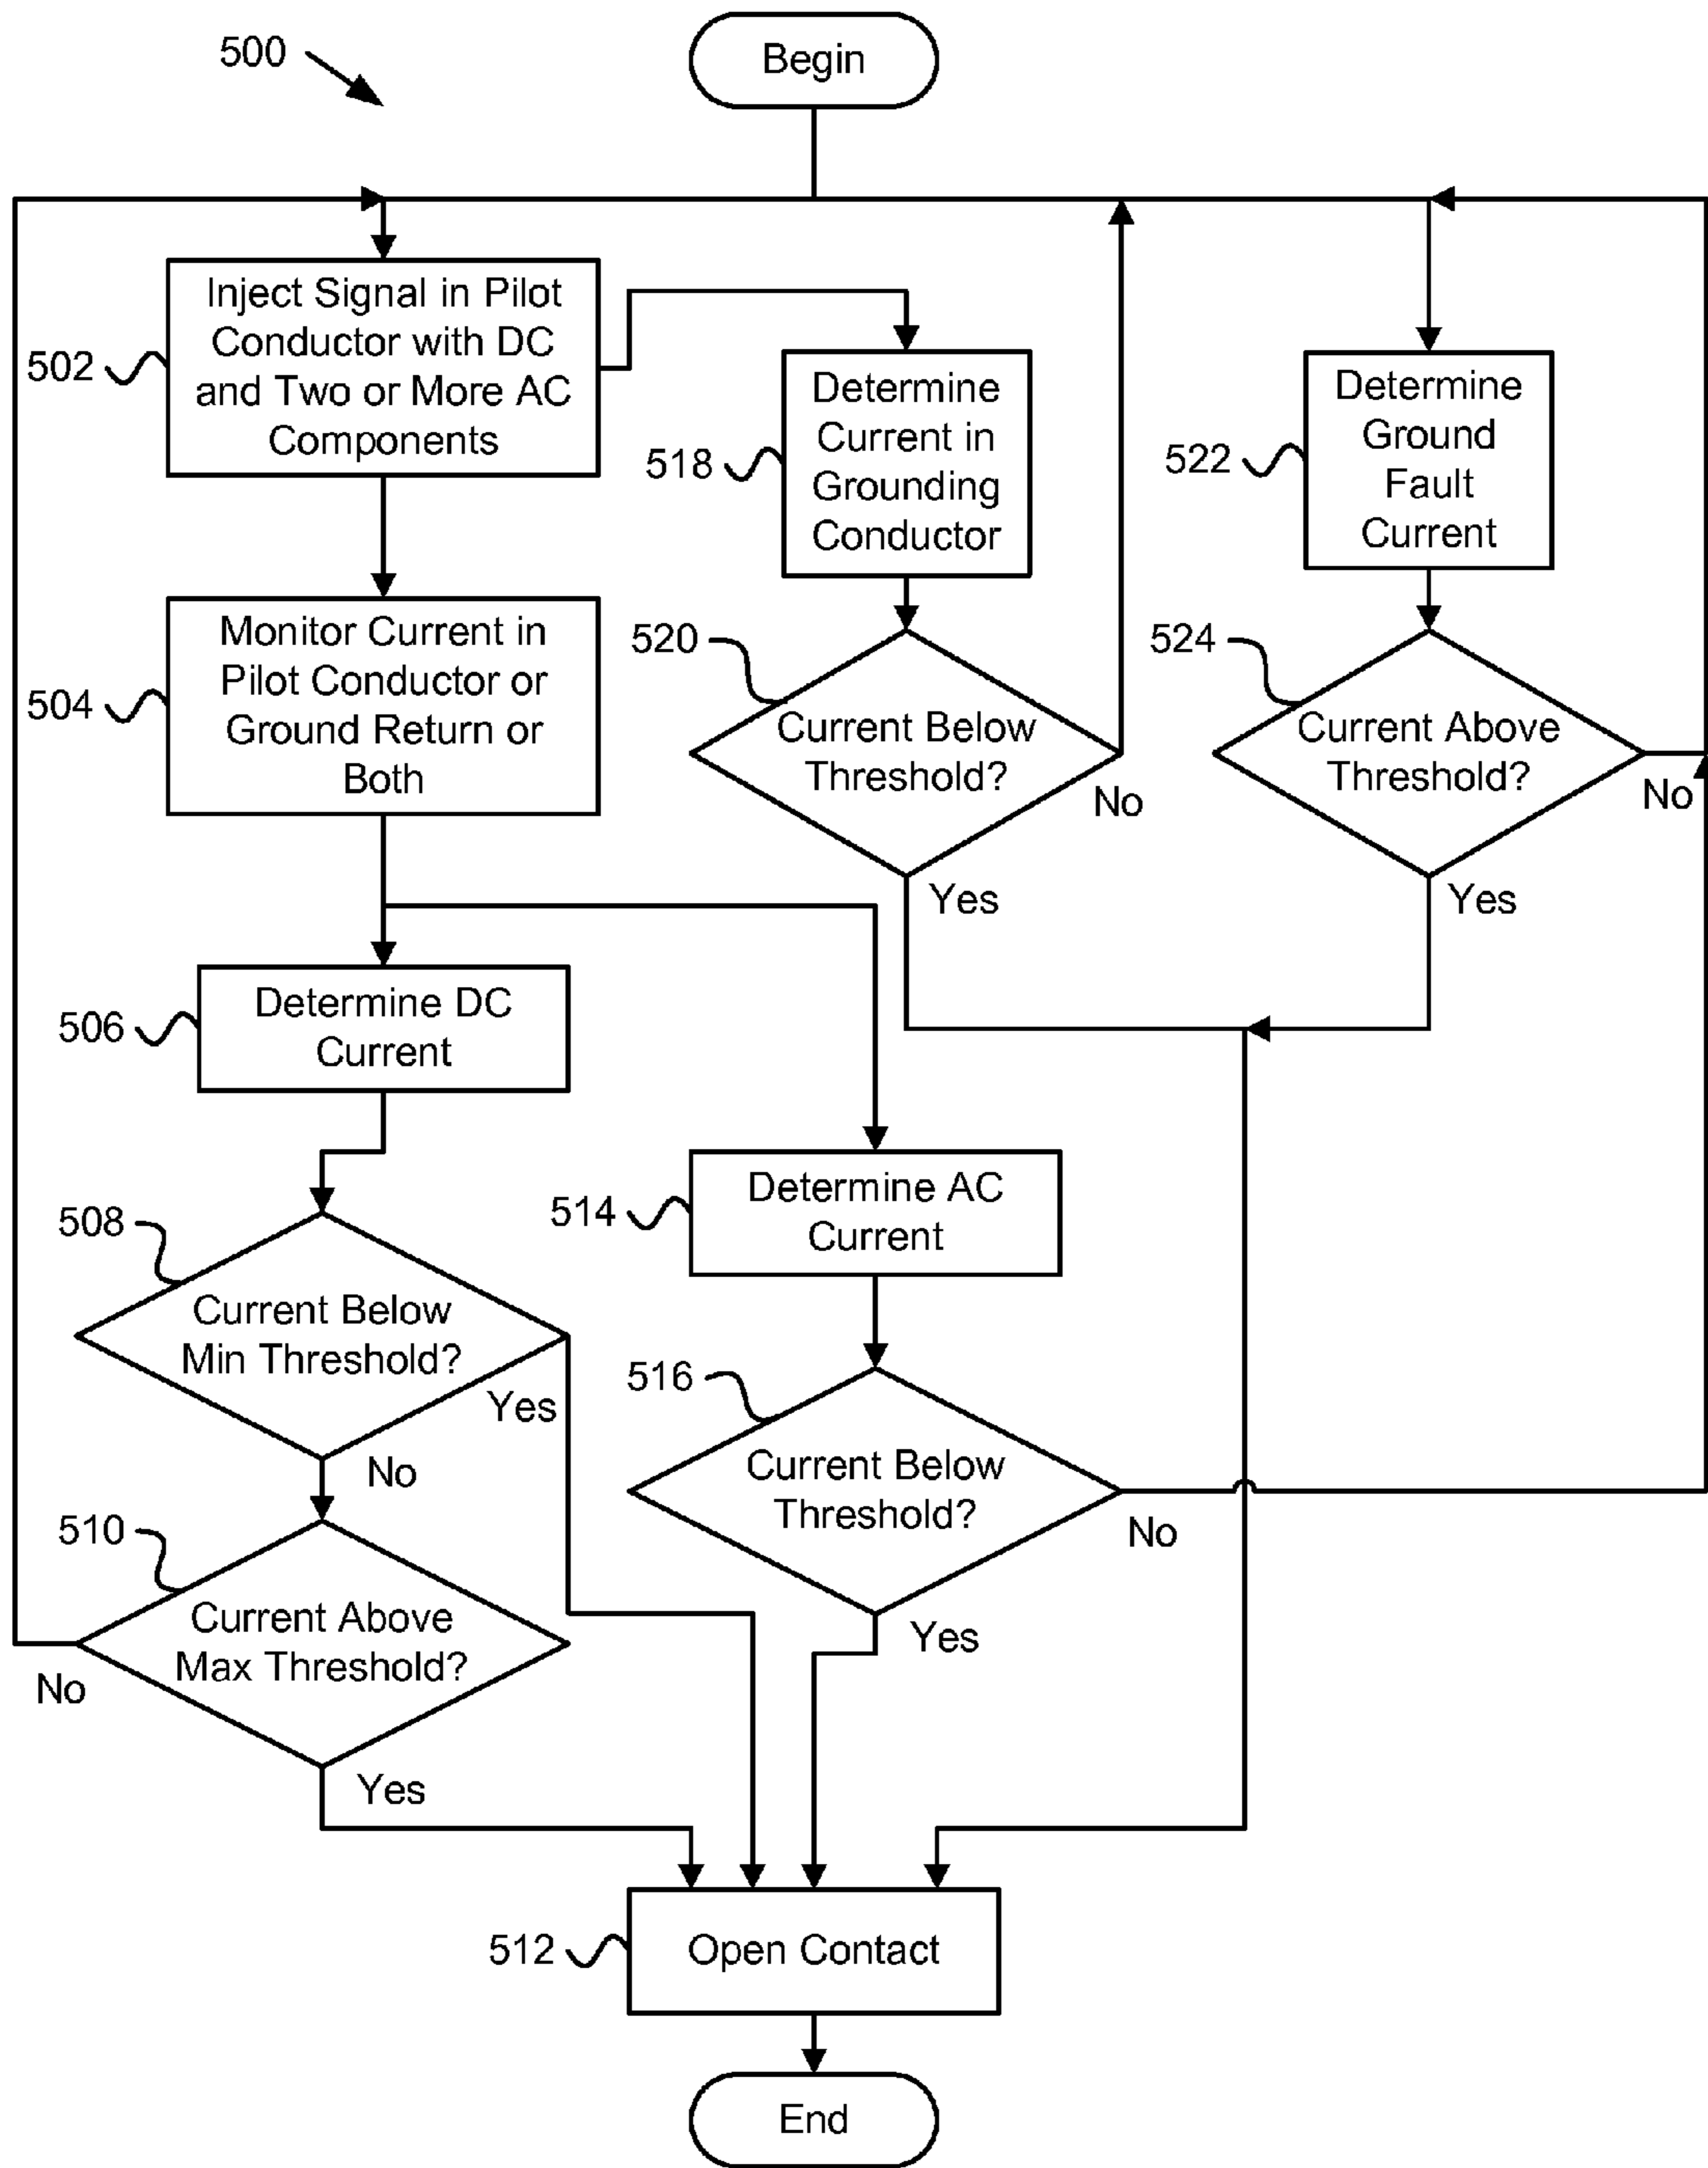 500
Begin
502
Inject Signal in Pilot
Conductor with DC
and Two or More AC
Components
518
Determine
Current in
Grounding
Conductor
522
Determine
Ground
Fault
Current
504
Monitor Current in
Pilot Conductor or
Ground Return or
Both
520
Current Below
Threshold?
No
Yes
524
Current Above
Threshold?
No
Yes
506
Determine DC
Current
508
Current Below
Min Threshold?
Yes
No
514
Determine AC
Current
516
Current Below
Threshold?
No
Yes
510
Current Above
Max Threshold?
No
Yes
512
Open Contact
End